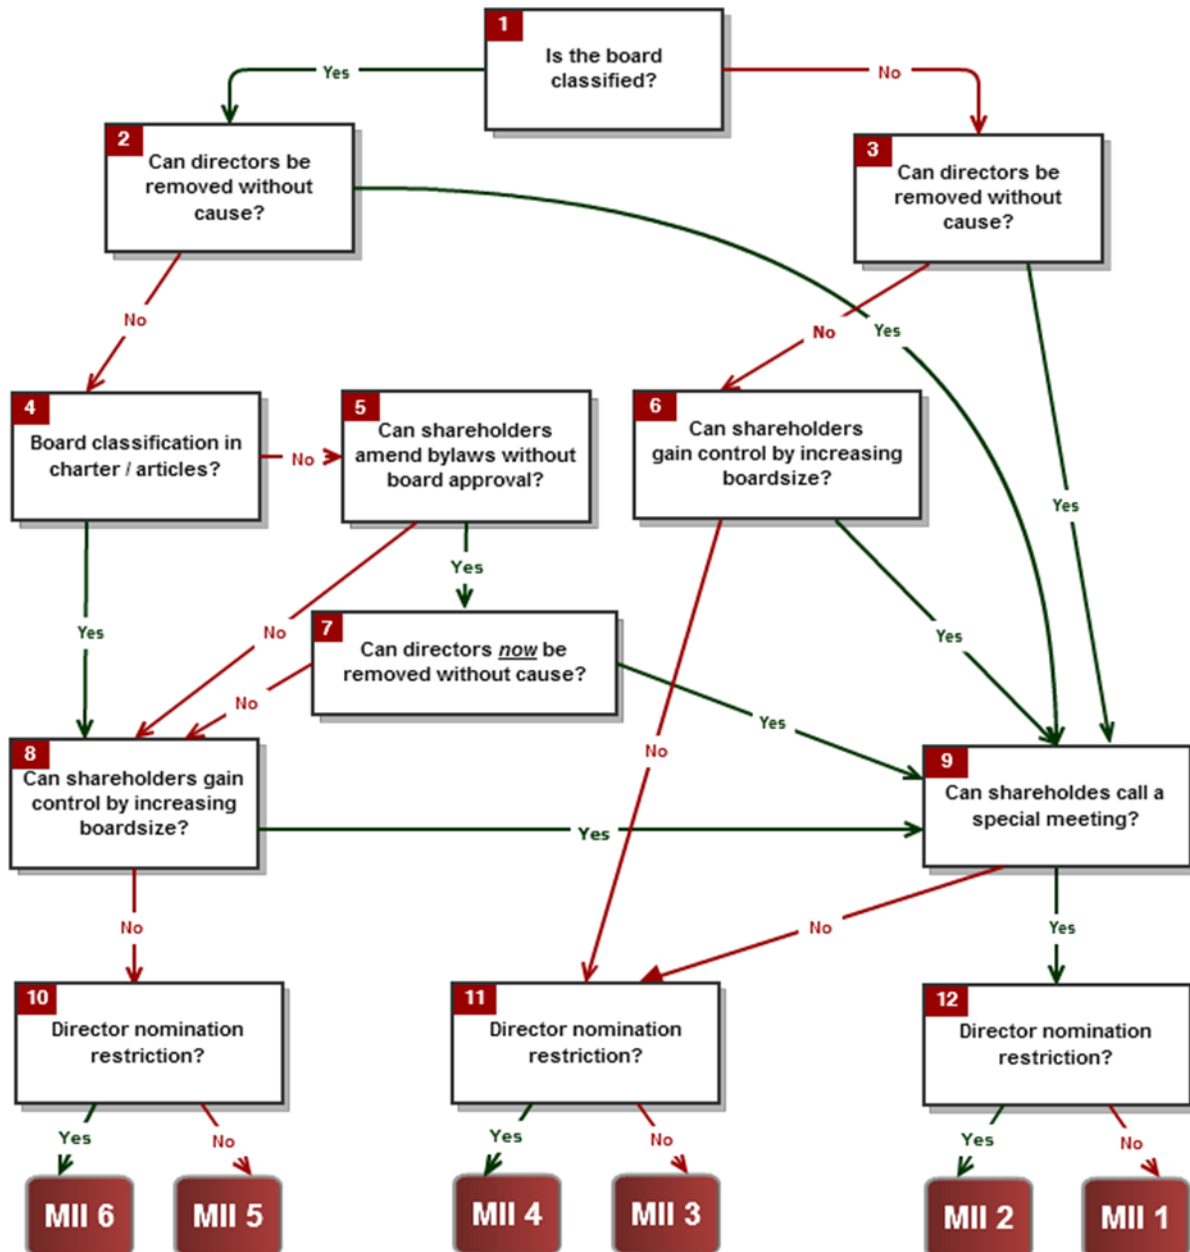 1
Is the board
classified?
Yes
No
2
Can directors be
removed without
cause?
3
Can directors be
removed without
cause?
No
No
Yes
4
Board classification in
charter / articles?
No
5
Can shareholders
amend bylaws without
board approval?
6
Can shareholders
gain control by increasing
boardsize?
Yes
Yes
Yes
No
7
Can directors now be
removed without cause?
Yes
No
Yes
No
8
Can shareholders gain
control by increasing
boardsize?
Yes
9
Can shareholdes call a
special meeting?
No
No
Yes
10
Director nomination
restriction?
11
Director nomination
restriction?
12
Director nomination
restriction?
Yes
No
Yes
No
Yes
No
MII 6
MII 5
MII 4
MII 3
MII 2
MII 1